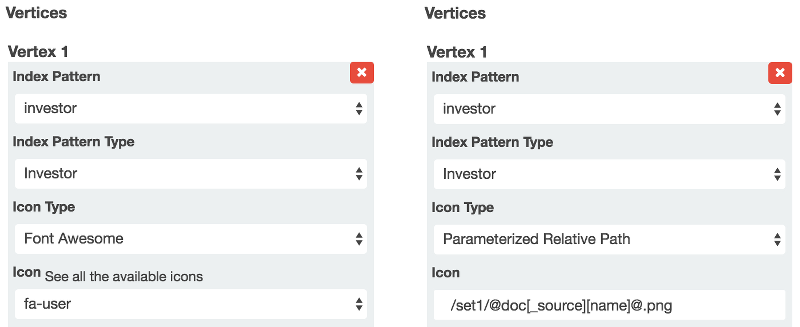 Vertices
Vertex 1
Index Pattern
investor
Index Pattern Type
Investor
Icon Type
Font Awesome
Icon See all the available icons
fa-user
Vertices
Vertex 1
Index Pattern
investor
Index Pattern Type
Investor
Icon Type
Parameterized Relative Path
Icon
/set1/@doc[_source][name]@.png